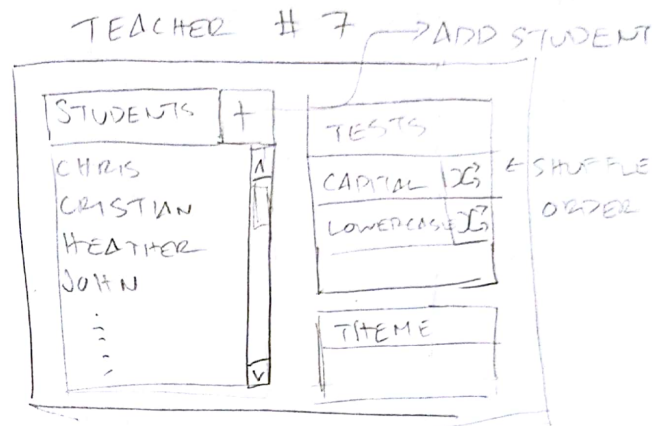 TEACHER # 7
ADD STUDENT
STUDENTS +
CHRIS
CRISTIAN
HEATHER
JOHN
TESTS
CAPITAL
LOWERCASE
SHUFFLE
ORDER
THEME